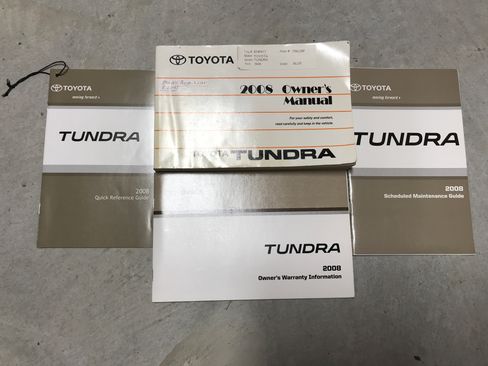 TOYOTA
2008 Owner's
Manual
For your safety and comfort,
read carefully and keep in the vehicle
TUNDRA
TOYOTA
moving forward
TUNDRA
2008
Quick Reference Guide
TOYOTA
moving forward
TUNDRA
2008
Scheduled Maintenance Guide
TUNDRA
2008
Owner's Warranty Information